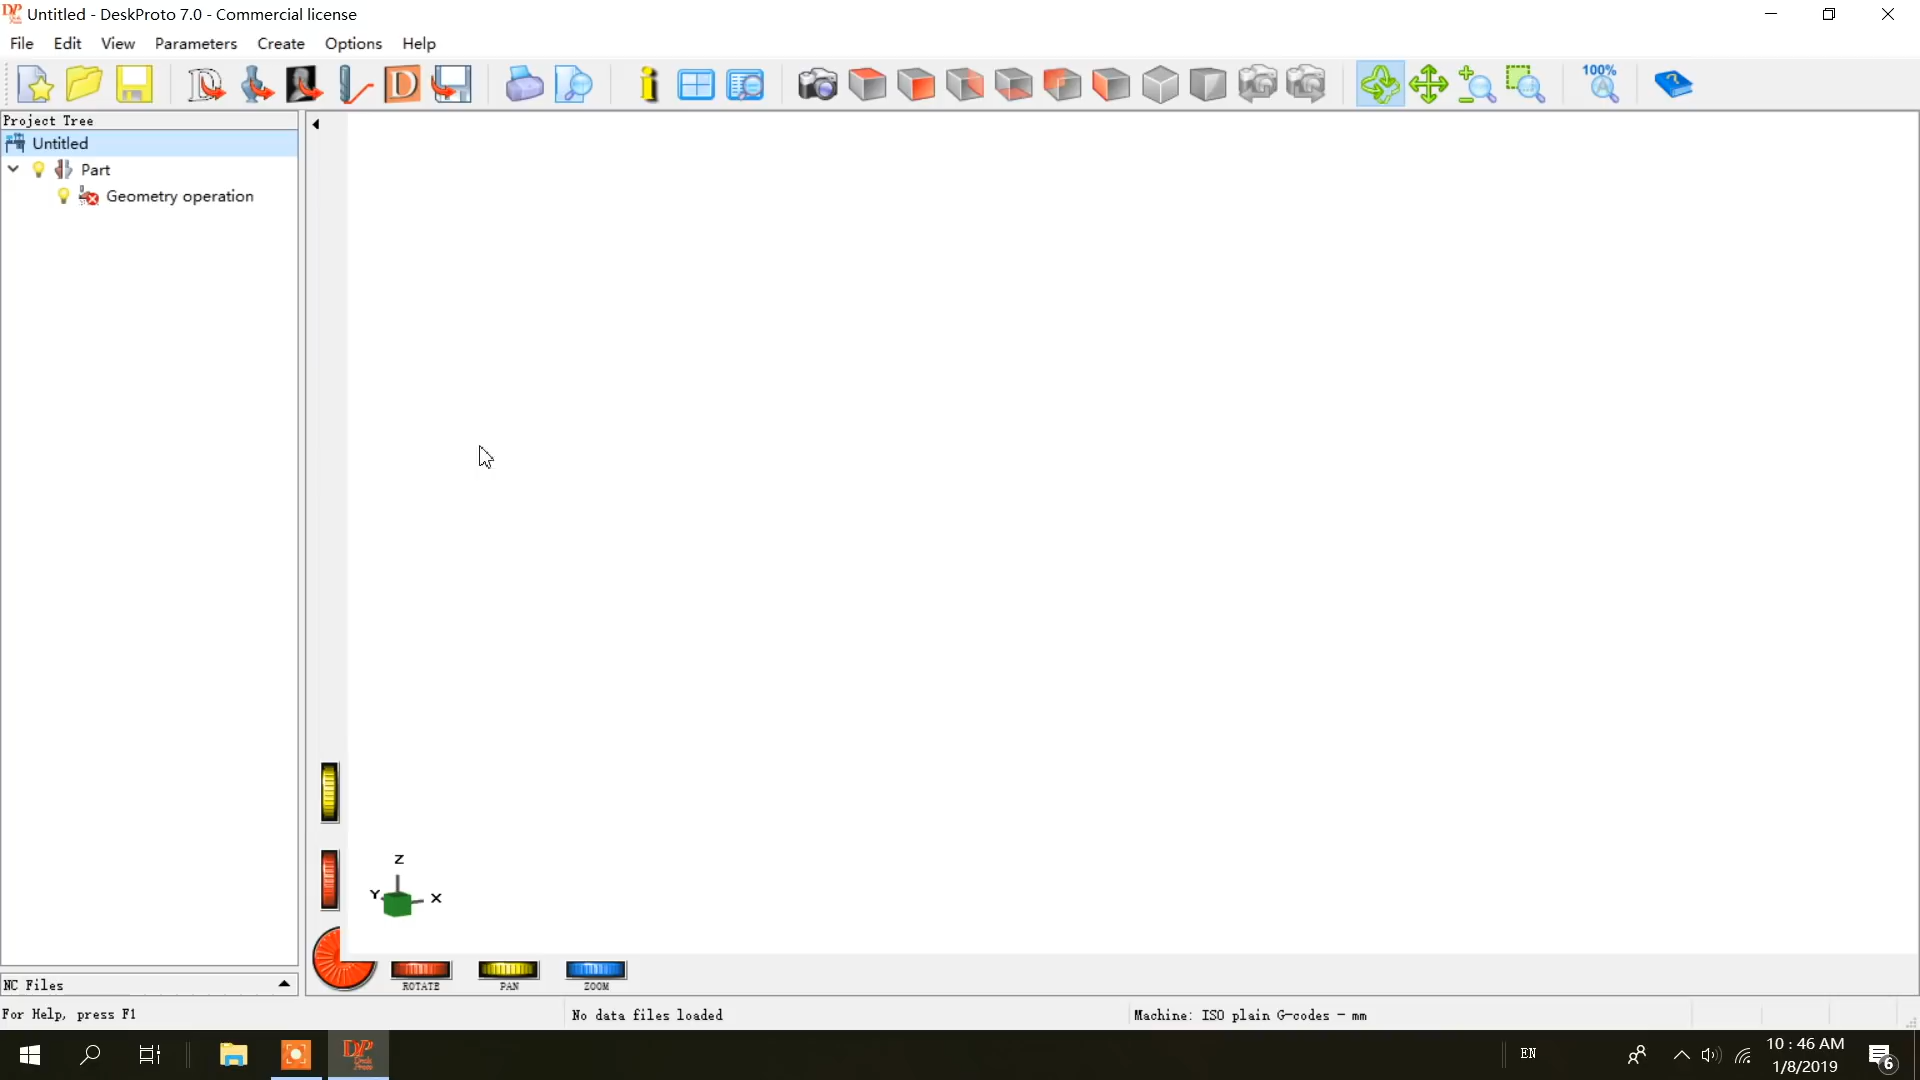 Untitled - DeskProto 7.0 - Commercial license
File Edit View Parameters Create Options Help
D D 100% A ?
Project Tree
Untitled
Part
Geometry operation
Z
Y X
ROTATE PAN ZOOM
NC Files
For Help, press F1 No data files loaded Machine: ISO plain G-codes - mm
EN
10 : 46 AM
1/8/2019
6